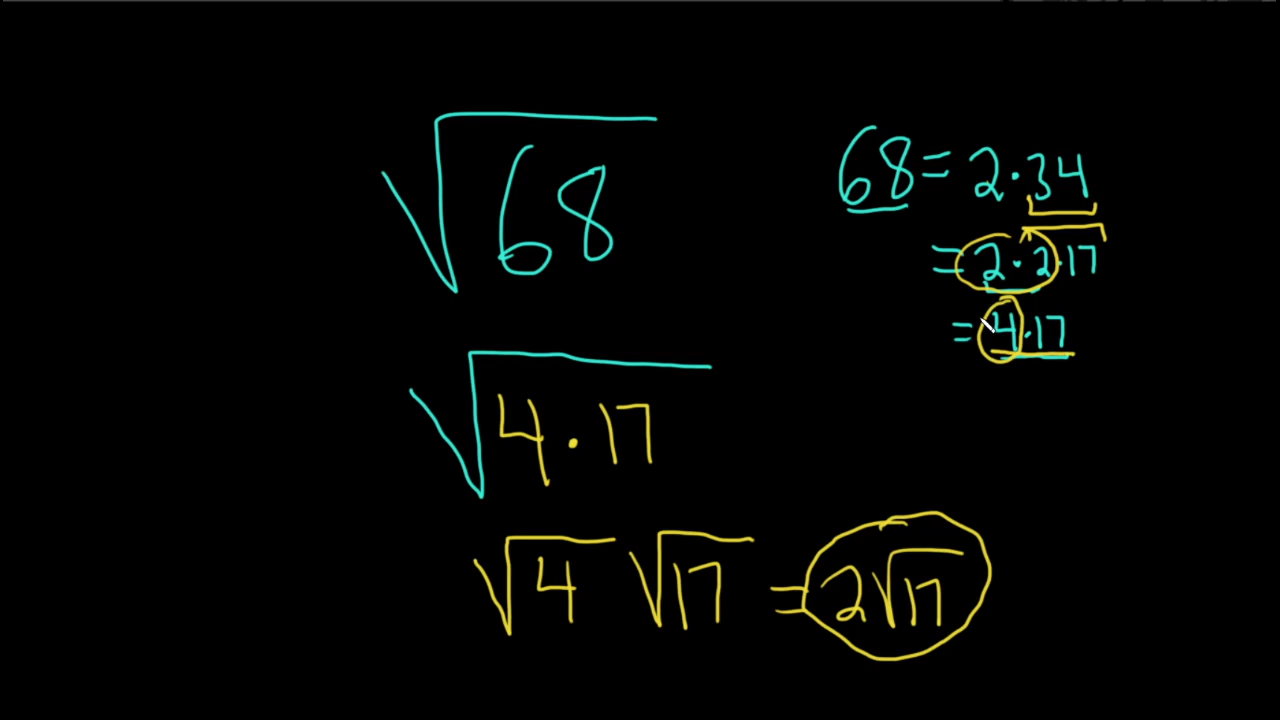 √68
68 = 2·34
= 2·2·17
= 4·17
√4·17
√4 √17 = 2√17